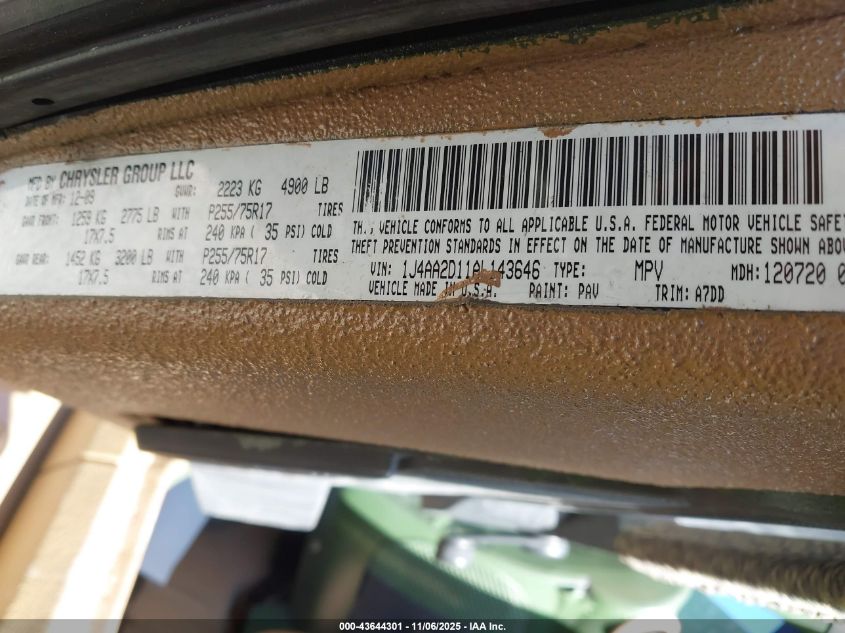 MFD BY CHRYSLER GROUP LLC
DATE OF MFR: 12-09 GVWR: 2223 KG 4900 LB
GAWR FRONT: 1259 KG 2775 LB WITH P255/75R17 TIRES
17X7.5 RIMS AT 240 KPA ( 35 PSI) COLD
GAWR REAR: 1452 KG 3200 LB WITH P255/75R17 TIRES
17X7.5 RIMS AT 240 KPA ( 35 PSI) COLD
VEHICLE CONFORMS TO ALL APPLICABLE U.S.A. FEDERAL MOTOR VEHICLE SAFETY
THEFT PREVENTION STANDARDS IN EFFECT ON THE DATE OF MANUFACTURE SHOWN ABOV
VIN: 1J4AA2D11AL143646 TYPE: MPV MDH: 120720 0
VEHICLE MADE IN U.S.A. PAINT: PAV TRIM: A7DD
000-43644301 - 11/06/2025 - IAA Inc.